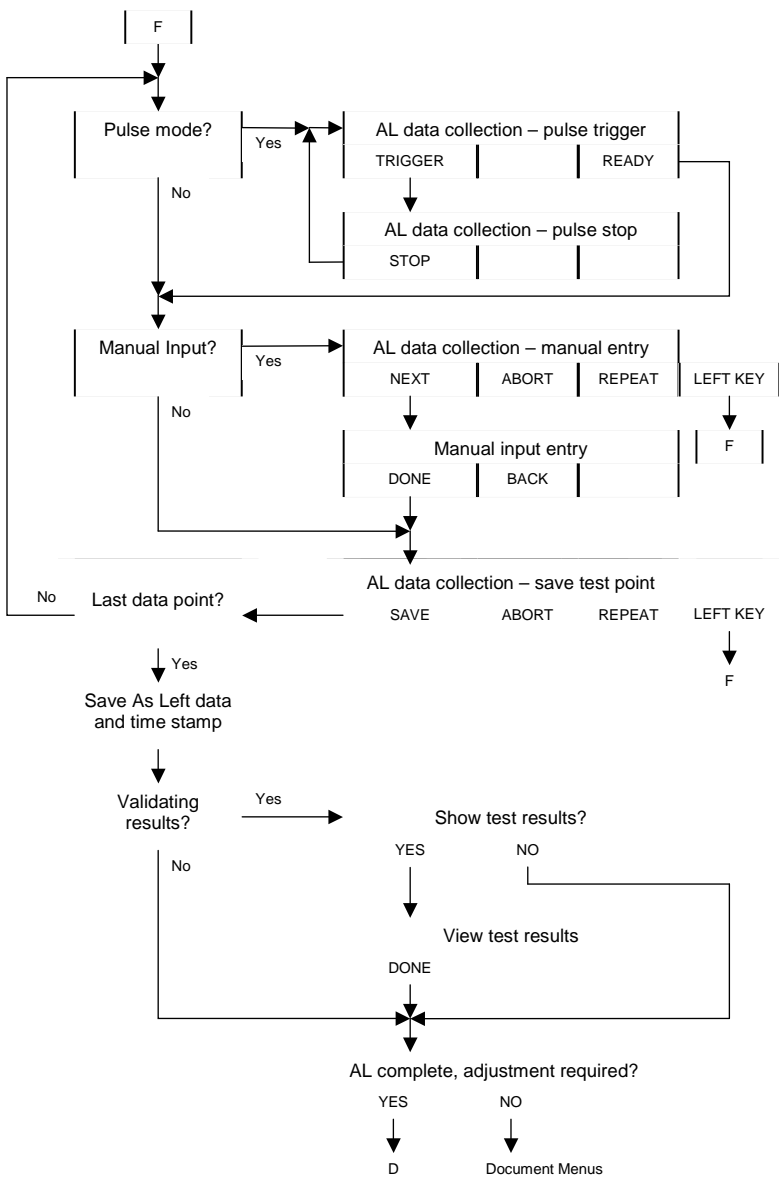 F
Pulse mode?
Yes
AL data collection – pulse trigger
TRIGGER READY
No
AL data collection – pulse stop
STOP
Manual Input?
Yes
AL data collection – manual entry
NEXT ABORT REPEAT LEFT KEY
No
Manual input entry
F
DONE BACK
AL data collection – save test point
No
Last data point?
SAVE ABORT REPEAT LEFT KEY
Yes
F
Save As Left data
and time stamp
Validating
results?
Yes
Show test results?
YES NO
No
View test results
DONE
AL complete, adjustment required?
YES NO
D Document Menus